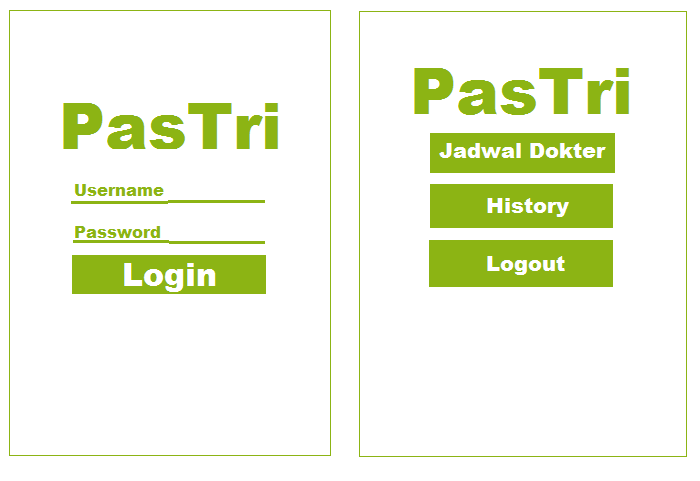 PasTri
Username
Password
Login
PasTri
Jadwal Dokter
History
Logout